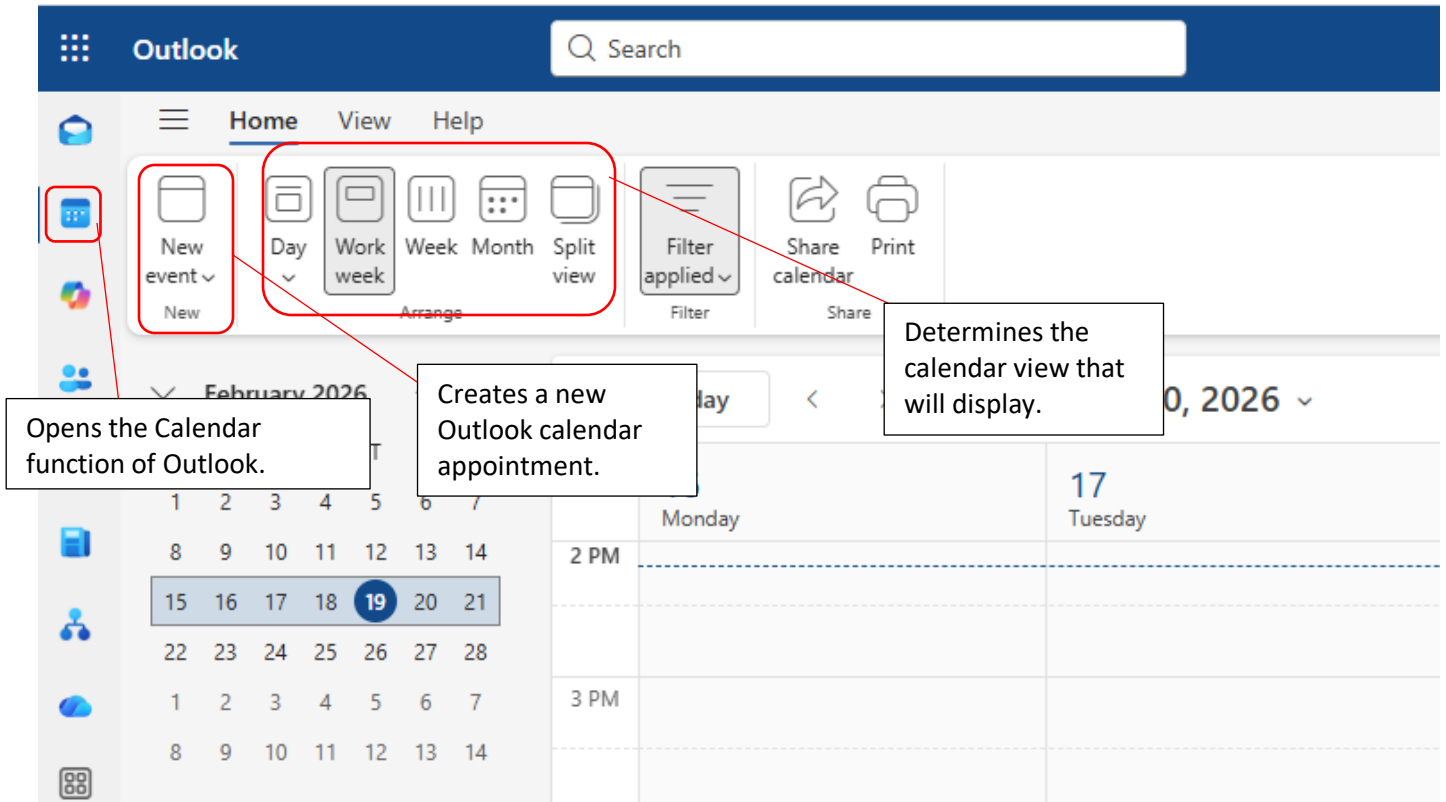 Outlook
Search
Home View Help
New event
Day
Work week
Week
Month
Split view
Filter applied
Share calendar
Print
New
Arrange
Filter
Share
Determines the
calendar view that
will display.
Creates a new
Outlook calendar
appointment.
Opens the Calendar
function of Outlook.
February 2026
0, 2026
T
1 2 3 4 5 6 7
8 9 10 11 12 13 14
15 16 17 18 19 20 21
22 23 24 25 26 27 28
1 2 3 4 5 6 7
8 9 10 11 12 13 14
Monday
17
Tuesday
2 PM
3 PM